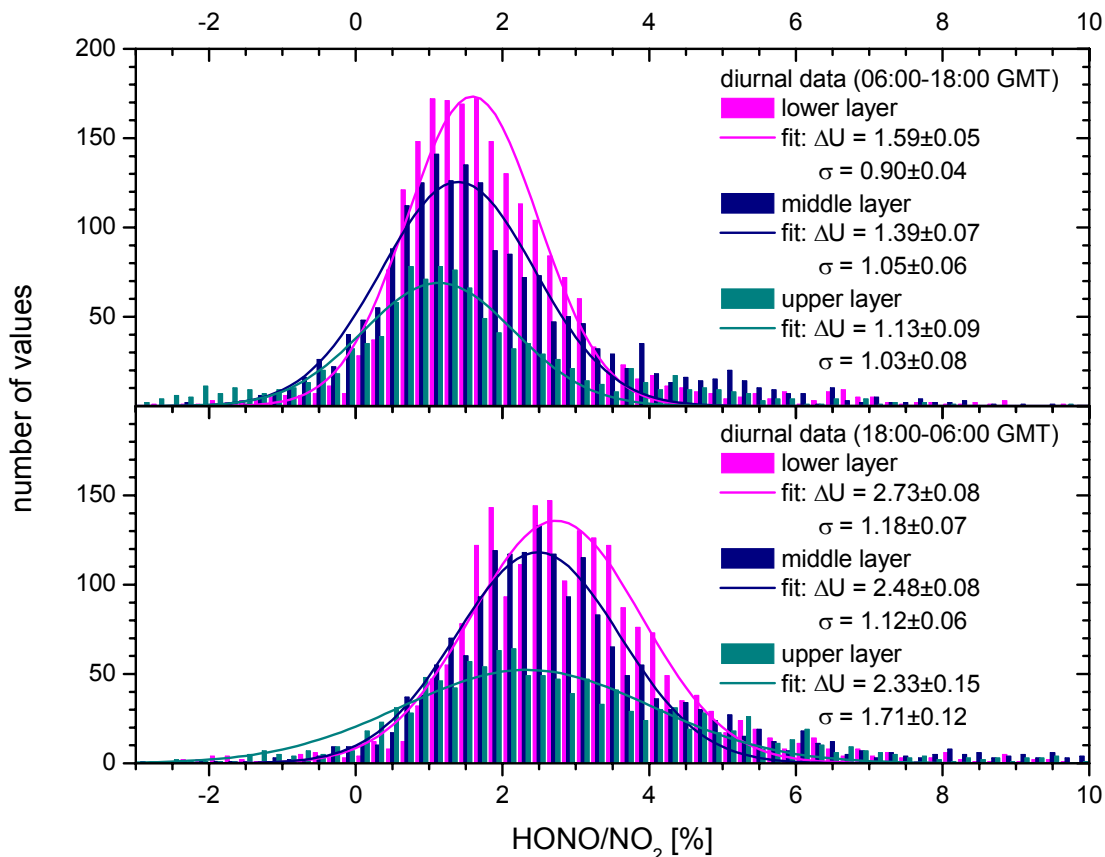 -2 0 2 4 6 8 10
200
150
100
50
diurnal data (06:00-18:00 GMT)
lower layer
fit: ΔU = 1.59±0.05
σ = 0.90±0.04
middle layer
fit: ΔU = 1.39±0.07
σ = 1.05±0.06
upper layer
fit: ΔU = 1.13±0.09
σ = 1.03±0.08
number of values
150
100
50
0
diurnal data (18:00-06:00 GMT)
lower layer
fit: ΔU = 2.73±0.08
σ = 1.18±0.07
middle layer
fit: ΔU = 2.48±0.08
σ = 1.12±0.06
upper layer
fit: ΔU = 2.33±0.15
σ = 1.71±0.12
-2 0 2 4 6 8 10
HONO/NO₂ [%]